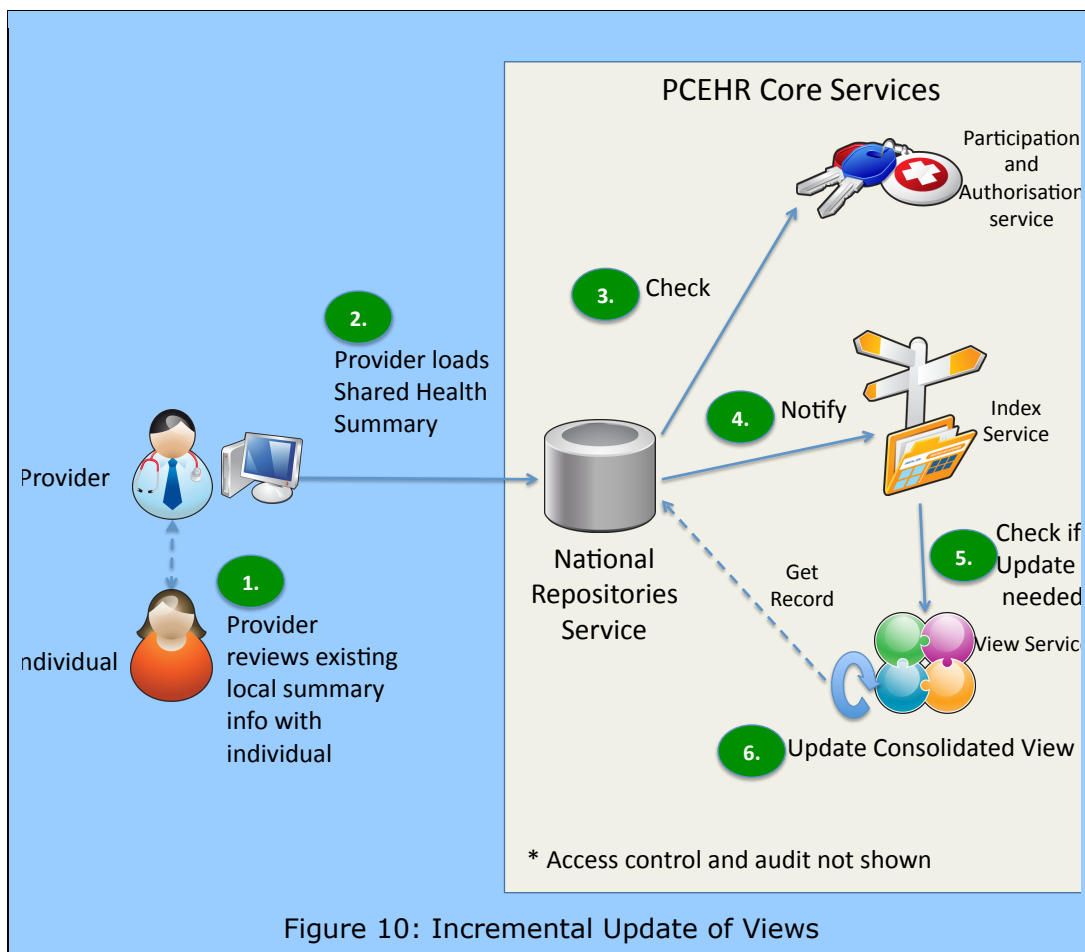 PCEHR Core Services
Participation
and
Authorisation
service
3. Check
2.
Provider loads
Shared Health
Summary
4. Notify
Index
Service
Provider
National
Repositories
Service
5. Check if
Update
needed
Get
Record
1.
Provider
reviews existing
local summary
info with
individual
ndividual
View Service
6. Update Consolidated View
* Access control and audit not shown
Figure 10: Incremental Update of Views